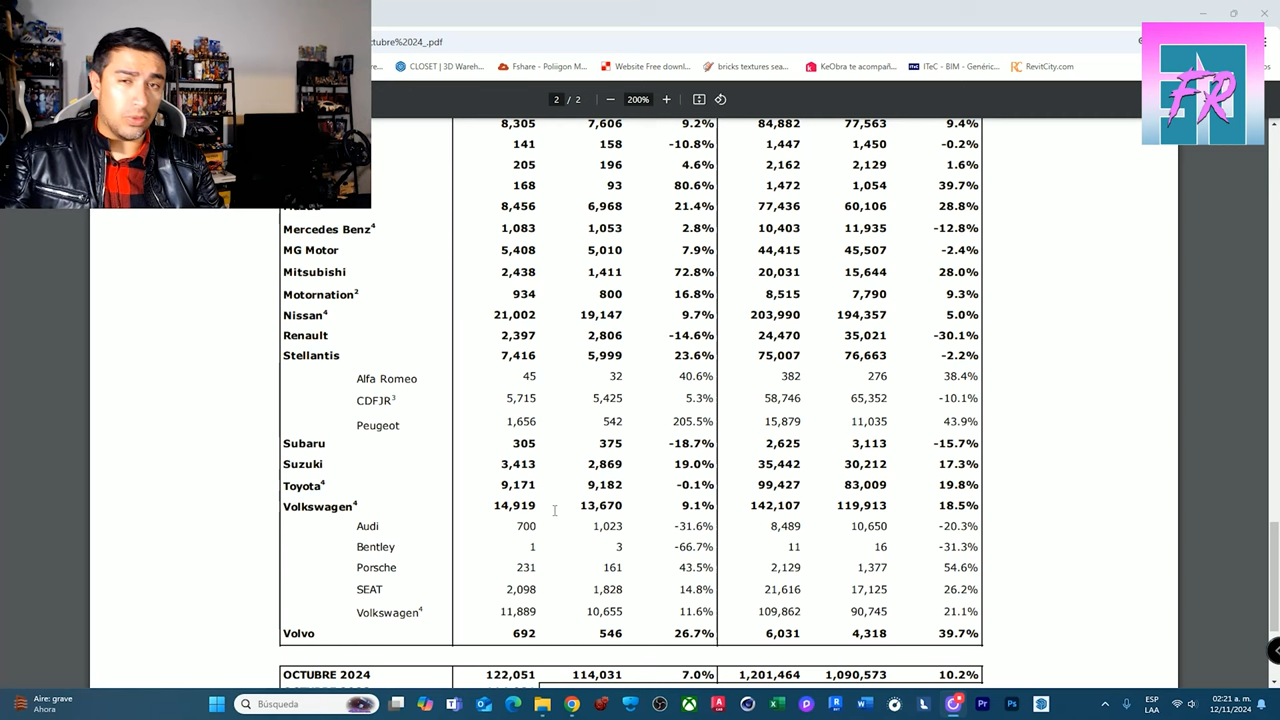 ctubre%2024_.pdf
CLOSET | 3D Wareh...
Fshare – Poliigon M...
Website Free downl...
bricks textures sea...
KeObra te acompañ...
ITeC - BIM - Genéric...
RevitCity.com
FR
2 / 2 — 200% +
8,305 7,606 9.2% 84,882 77,563 9.4%
141 158 -10.8% 1,447 1,450 -0.2%
205 196 4.6% 2,162 2,129 1.6%
168 93 80.6% 1,472 1,054 39.7%
8,456 6,968 21.4% 77,436 60,106 28.8%
Mercedes Benz4 1,083 1,053 2.8% 10,403 11,935 -12.8%
MG Motor 5,408 5,010 7.9% 44,415 45,507 -2.4%
Mitsubishi 2,438 1,411 72.8% 20,031 15,644 28.0%
Motornation2 934 800 16.8% 8,515 7,790 9.3%
Nissan4 21,002 19,147 9.7% 203,990 194,357 5.0%
Renault 2,397 2,806 -14.6% 24,470 35,021 -30.1%
Stellantis 7,416 5,999 23.6% 75,007 76,663 -2.2%
Alfa Romeo 45 32 40.6% 382 276 38.4%
CDFJR3 5,715 5,425 5.3% 58,746 65,352 -10.1%
Peugeot 1,656 542 205.5% 15,879 11,035 43.9%
Subaru 305 375 -18.7% 2,625 3,113 -15.7%
Suzuki 3,413 2,869 19.0% 35,442 30,212 17.3%
Toyota4 9,171 9,182 -0.1% 99,427 83,009 19.8%
Volkswagen4 14,919 13,670 9.1% 142,107 119,913 18.5%
Audi 700 1,023 -31.6% 8,489 10,650 -20.3%
Bentley 1 3 -66.7% 11 16 -31.3%
Porsche 231 161 43.5% 2,129 1,377 54.6%
SEAT 2,098 1,828 14.8% 21,616 17,125 26.2%
Volkswagen4 11,889 10,655 11.6% 109,862 90,745 21.1%
Volvo 692 546 26.7% 6,031 4,318 39.7%
OCTUBRE 2024 122,051 114,031 7.0% 1,201,464 1,090,573 10.2%
Aire: grave
Ahora
Búsqueda
ESP
LAA
02:21 a. m.
12/11/2024